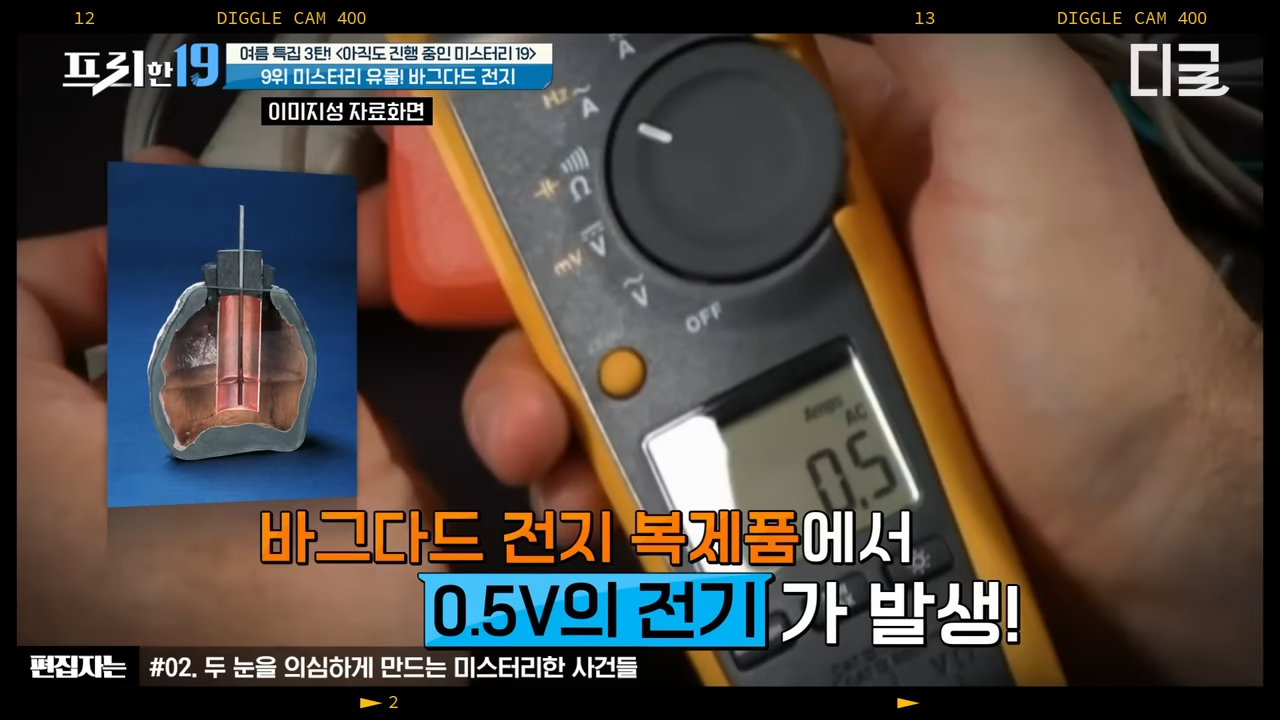 12 DIGGLE CAM 400 13 DIGGLE CAM 400
프리한19
여름 특집 3탄! <아직도 진행 중인 미스터리 19>
9위 미스터리 유물! 바그다드 전지
이미지성 자료화면
디글
A
Hz A
Ω
mV V
V
OFF
Amps AC
0.5
바그다드 전지 복제품에서
0.5V의 전기가 발생!
편집자는 #02. 두 눈을 의심하게 만드는 미스터리한 사건들
2